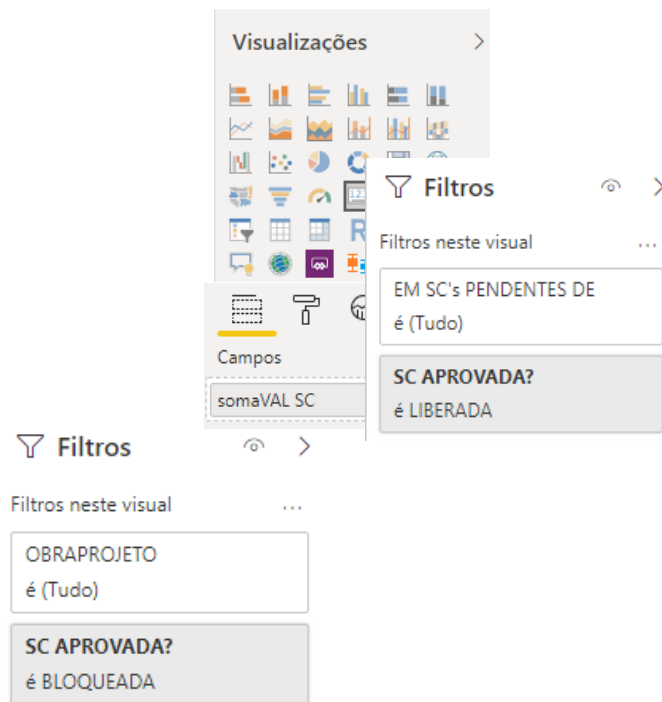 Visualizações
Filtros
Filtros neste visual
...
EM SC's PENDENTES DE
é (Tudo)
SC APROVADA?
é LIBERADA
Campos
somaVAL SC
Filtros
Filtros neste visual
...
OBRAPROJETO
é (Tudo)
SC APROVADA?
é BLOQUEADA